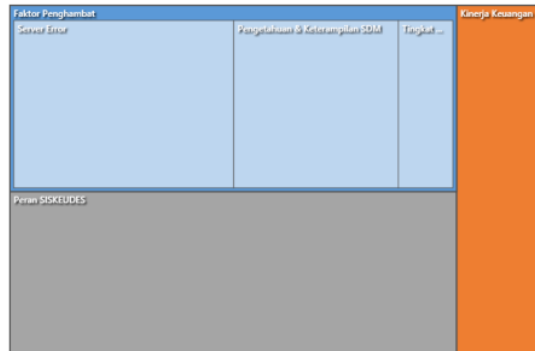 Faktor Penghambat
Kinerja Keuangan
Server Error
Pengetahuan & Keterampilan SDM
Tingkat ...
Peran SISKEUDES